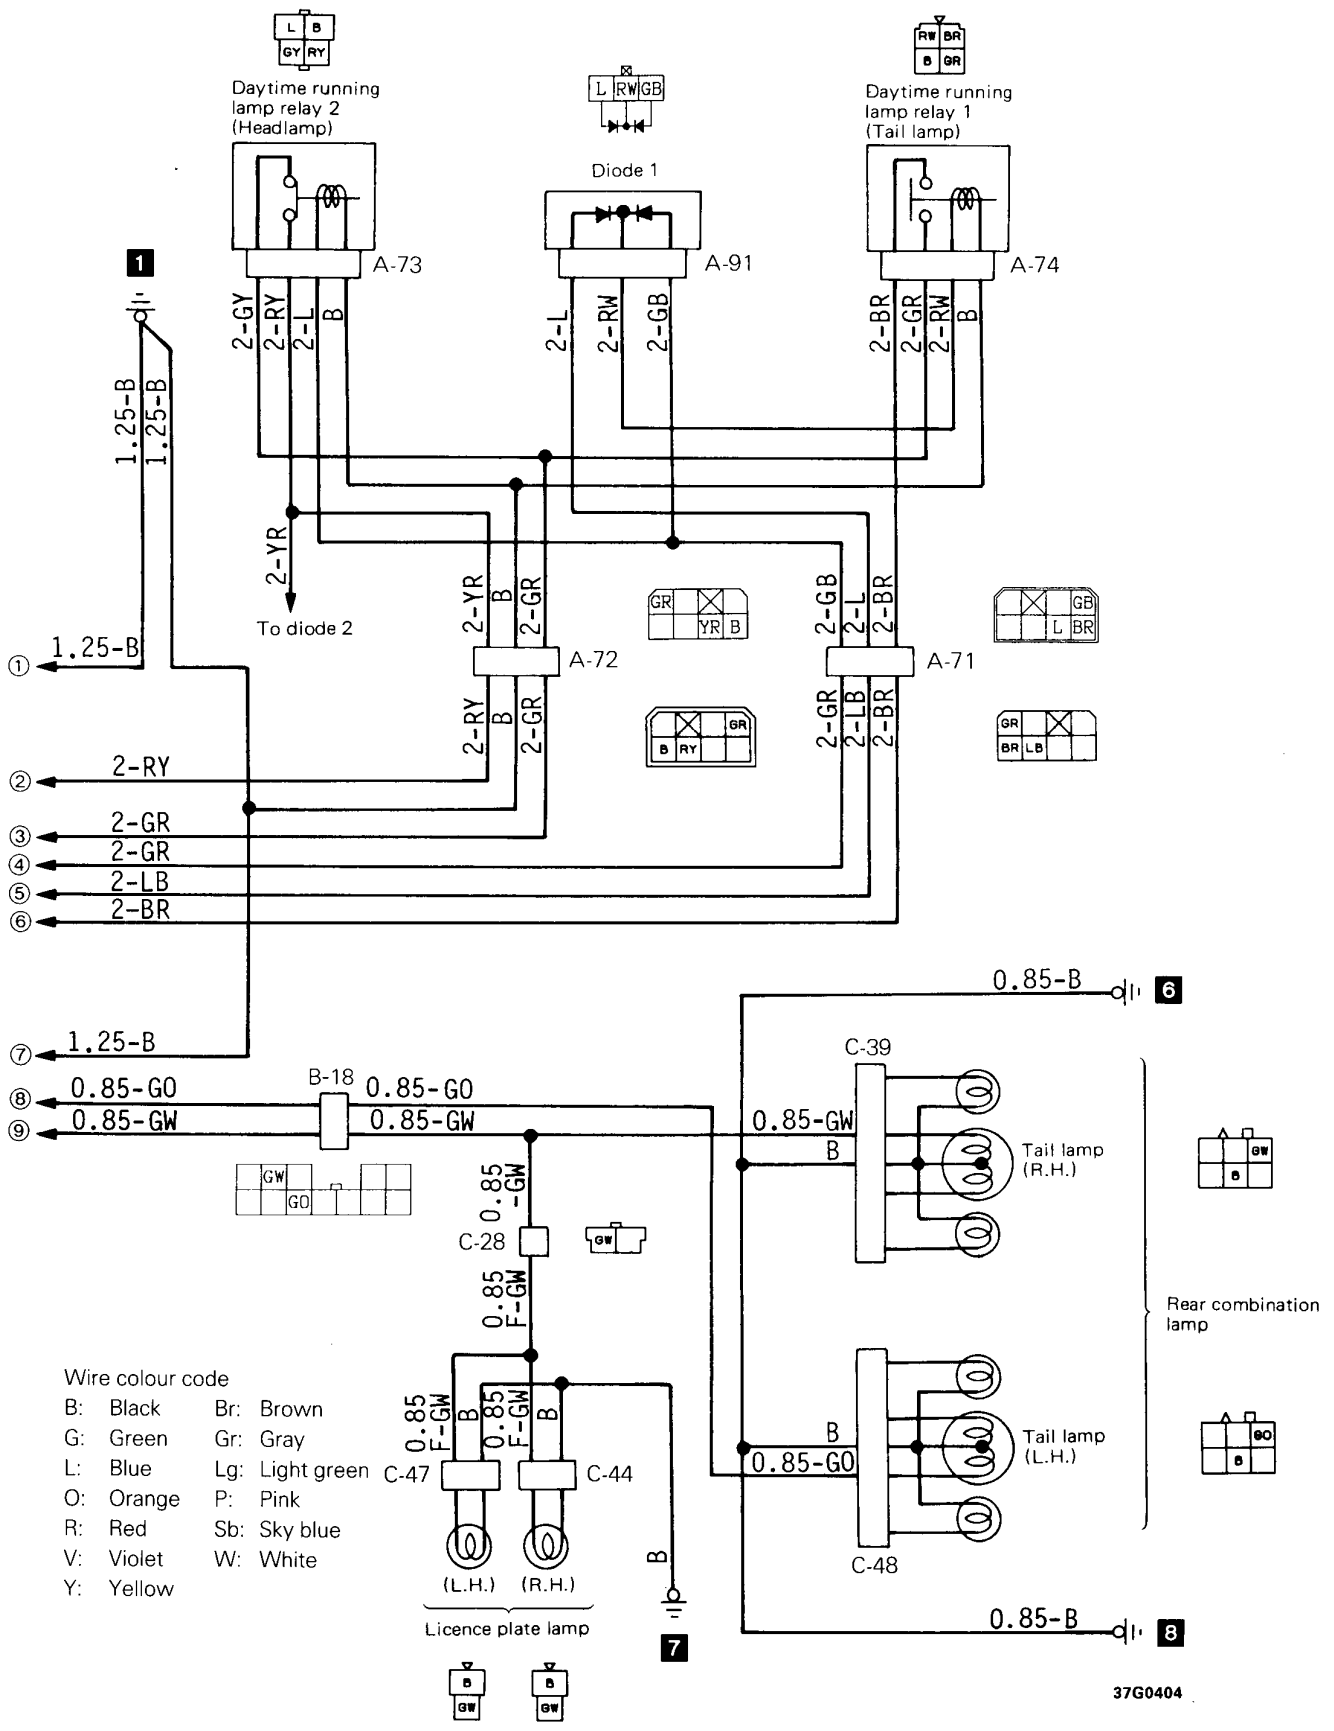 L B
GY RY
Daytime running
lamp relay 2
(Headlamp)
L RW GB
Diode 1
RW BR
B GR
Daytime running
lamp relay 1
(Tail lamp)
A-73
A-91
A-74
1
2-GY
2-RY
2-L
B
2-L
2-RW
2-GB
2-BR
2-GR
2-RW
B
1.25-B
1.25-B
2-YR
To diode 2
2-YR
B
2-GR
2-GB
2-L
2-BR
GR
YR B
GB
L BR
A-72
A-71
2-RY
B
2-GR
2-GR
2-LB
2-BR
GR
B RY
GR
BR LB
① 1.25-B
② 2-RY
③ 2-GR
④ 2-GR
⑤ 2-LB
⑥ 2-BR
⑦ 1.25-B
⑧ 0.85-GO
⑨ 0.85-GW
B-18
0.85-GO
0.85-GW
GW
GO
0.85-B
6
C-39
0.85-GW
B
Tail lamp
(R.H.)
GW
B
0.85
-GW
C-28
GW
0.85
F-GW
Rear combination
lamp
0.85
F-GW
B
0.85
F-GW
B
C-47
C-44
(L.H.)
(R.H.)
Licence plate lamp
B
GW
B
GW
B
7
B
0.85-GO
Tail lamp
(L.H.)
GO
B
C-48
0.85-B
8
Wire colour code
B: Black Br: Brown
G: Green Gr: Gray
L: Blue Lg: Light green
O: Orange P: Pink
R: Red Sb: Sky blue
V: Violet W: White
Y: Yellow
37G0404